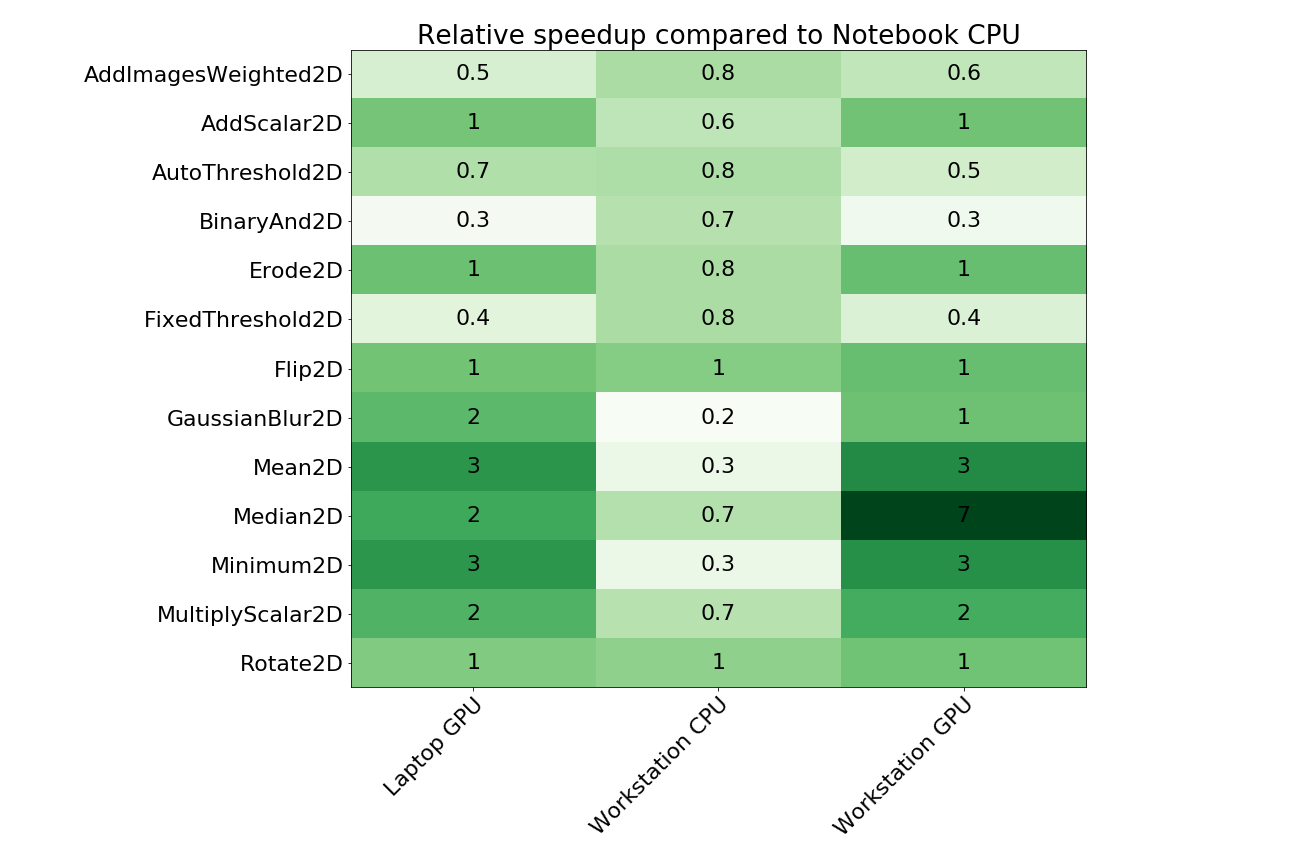 Relative speedup compared to Notebook CPU
AddImagesWeighted2D 0.5 0.8 0.6
AddScalar2D 1 0.6 1
AutoThreshold2D 0.7 0.8 0.5
BinaryAnd2D 0.3 0.7 0.3
Erode2D 1 0.8 1
FixedThreshold2D 0.4 0.8 0.4
Flip2D 1 1 1
GaussianBlur2D 2 0.2 1
Mean2D 3 0.3 3
Median2D 2 0.7 7
Minimum2D 3 0.3 3
MultiplyScalar2D 2 0.7 2
Rotate2D 1 1 1
Laptop GPU
Workstation CPU
Workstation GPU